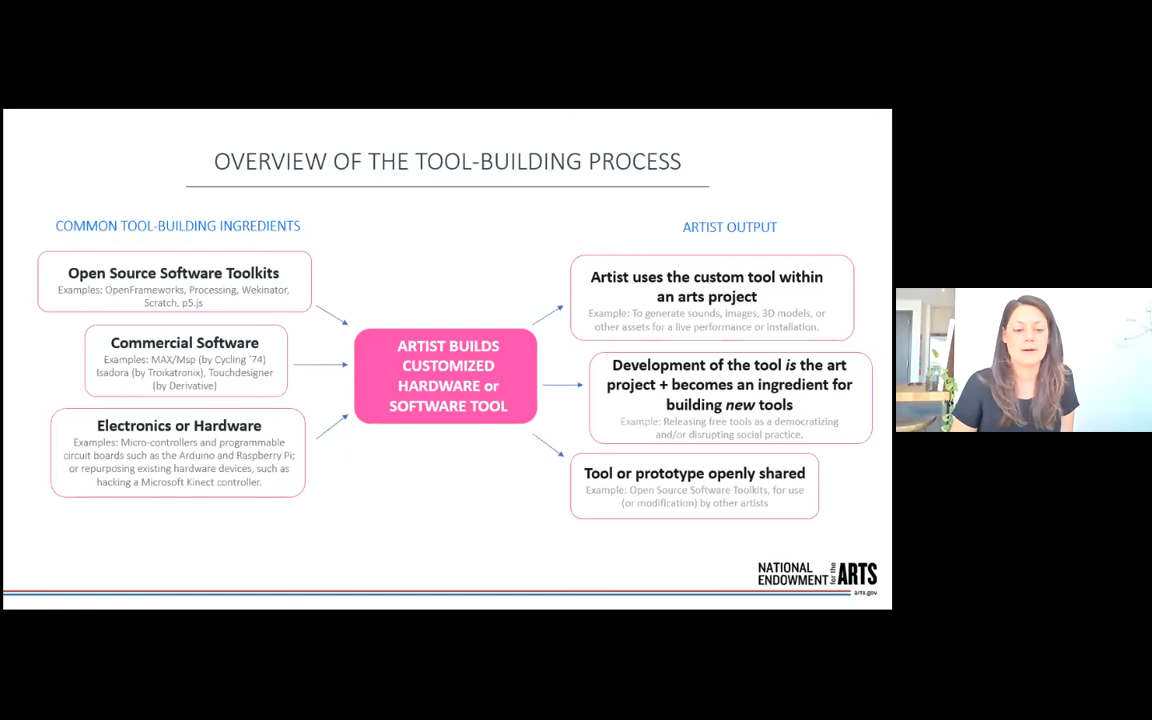 OVERVIEW OF THE TOOL-BUILDING PROCESS
COMMON TOOL-BUILDING INGREDIENTS
Open Source Software Toolkits
Examples: OpenFrameworks, Processing, Wekinator,
Scratch, p5.js
Commercial Software
Examples: MAX/Msp (by Cycling '74)
Isadora (by Troikatronix), Touchdesigner
(by Derivative)
Electronics or Hardware
Examples: Micro-controllers and programmable
circuit boards such as the Arduino and Raspberry Pi;
or repurposing existing hardware devices, such as
hacking a Microsoft Kinect controller.
ARTIST BUILDS
CUSTOMIZED
HARDWARE or
SOFTWARE TOOL
ARTIST OUTPUT
Artist uses the custom tool within
an arts project
Example: To generate sounds, images, 3D models, or
other assets for a live performance or installation.
Development of the tool is the art
project + becomes an ingredient for
building new tools
Example: Releasing free tools as a democratizing
and/or disrupting social practice.
Tool or prototype openly shared
Example: Open Source Software Toolkits, for use
(or modification) by other artists
NATIONAL
ENDOWMENT for the ARTS
arts.gov